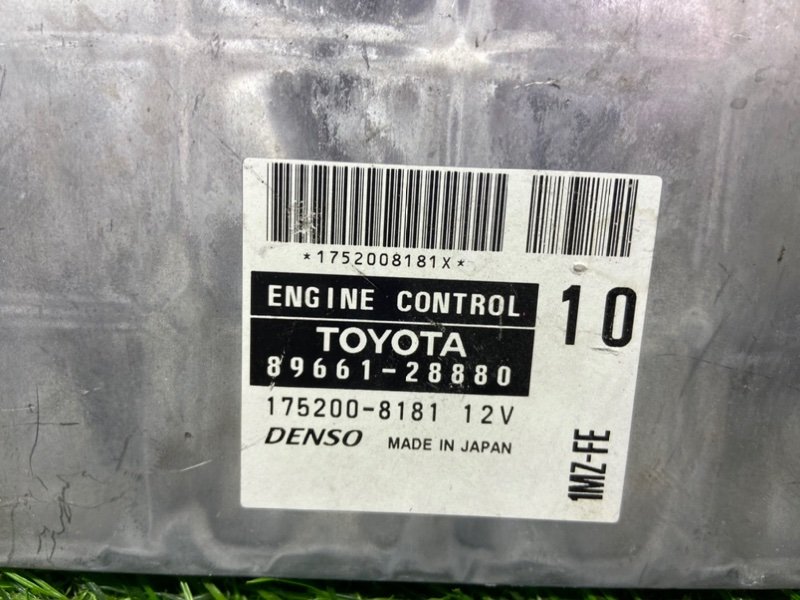 *1752008181X*
ENGINE CONTROL
10
TOYOTA
89661-28880
175200-8181 12V
DENSO MADE IN JAPAN
1MZ-FE